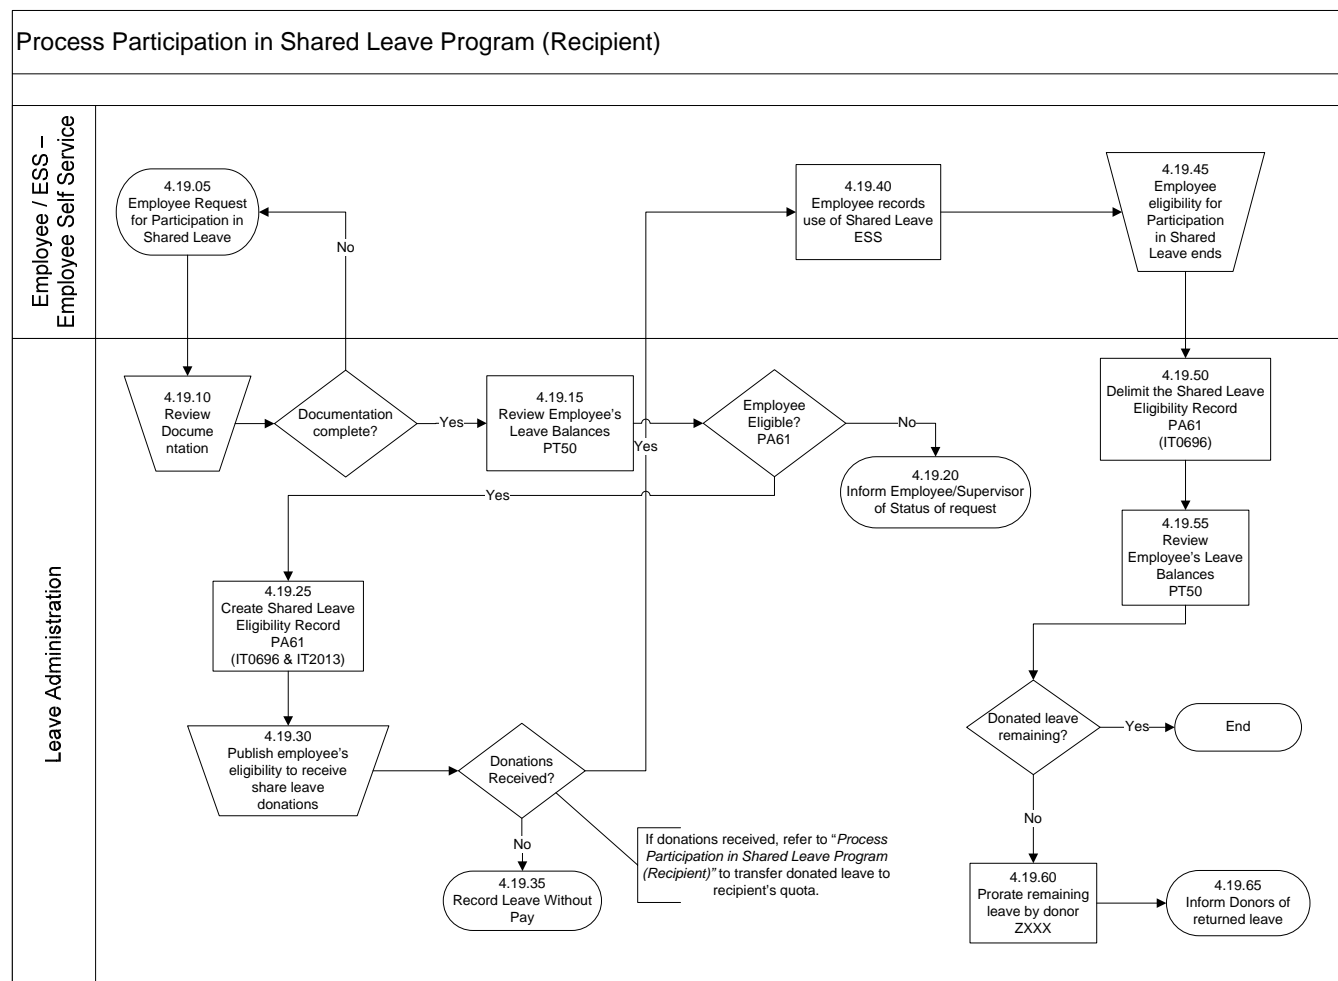 Process Participation in Shared Leave Program (Recipient)
Employee / ESS –
Employee Self Service
4.19.05
Employee Request
for Participation in
Shared Leave
No
4.19.40
Employee records
use of Shared Leave
ESS
4.19.45
Employee
eligibility for
Participation
in Shared
Leave ends
Leave Administration
4.19.10
Review
Docume
ntation
Documentation
complete?
Yes
4.19.15
Review Employee's
Leave Balances
PT50
Yes
Employee
Eligible?
PA61
No
4.19.20
Inform Employee/Supervisor
of Status of request
Yes
4.19.50
Delimit the Shared Leave
Eligibility Record
PA61
(IT0696)
4.19.55
Review
Employee's Leave
Balances
PT50
4.19.25
Create Shared Leave
Eligibility Record
PA61
(IT0696 & IT2013)
4.19.30
Publish employee's
eligibility to receive
share leave
donations
Donations
Received?
No
4.19.35
Record Leave Without
Pay
If donations received, refer to “Process
Participation in Shared Leave Program
(Recipient)” to transfer donated leave to
recipient's quota.
Donated leave
remaining?
Yes
End
No
4.19.60
Prorate remaining
leave by donor
ZXXX
4.19.65
Inform Donors of
returned leave